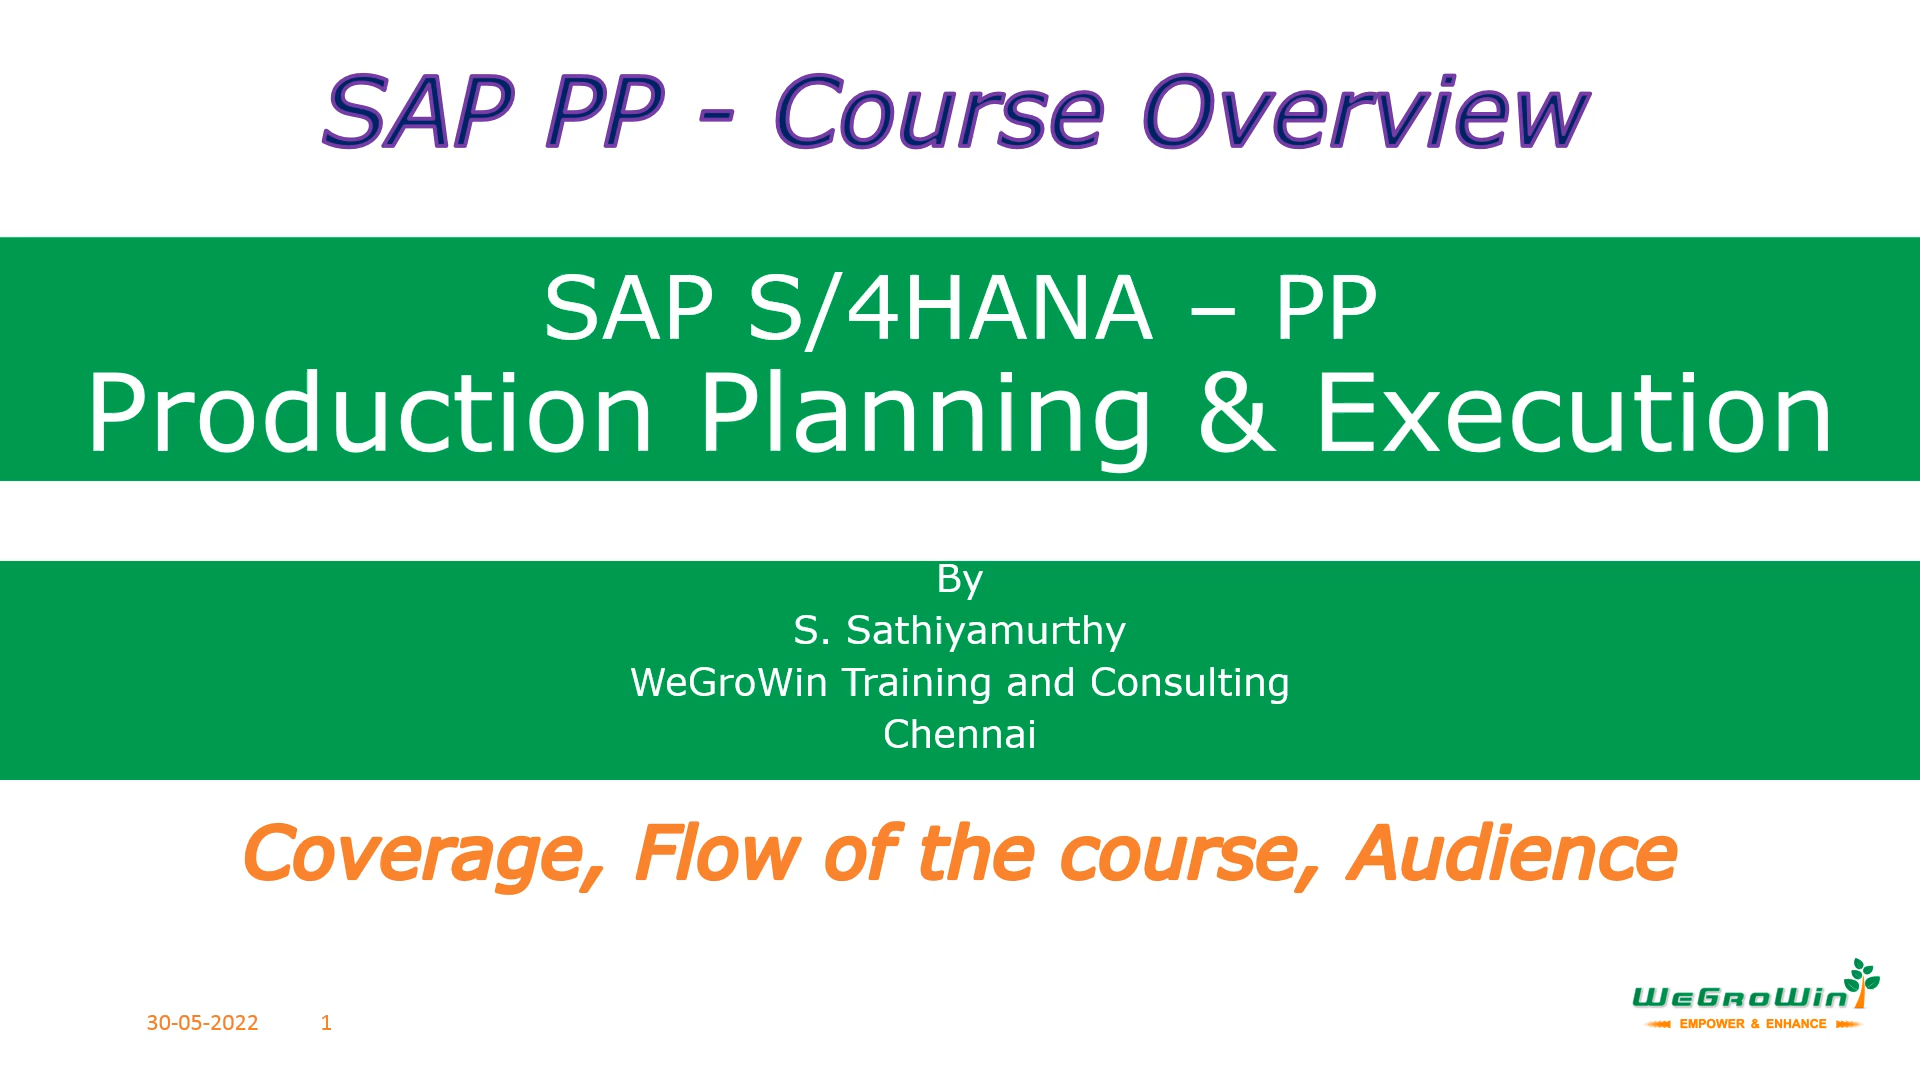 SAP PP - Course Overview
SAP S/4HANA – PP
Production Planning & Execution
By
S. Sathiyamurthy
WeGroWin Training and Consulting
Chennai
Coverage, Flow of the course, Audience
30-05-2022 1
WeGroWin
EMPOWER & ENHANCE